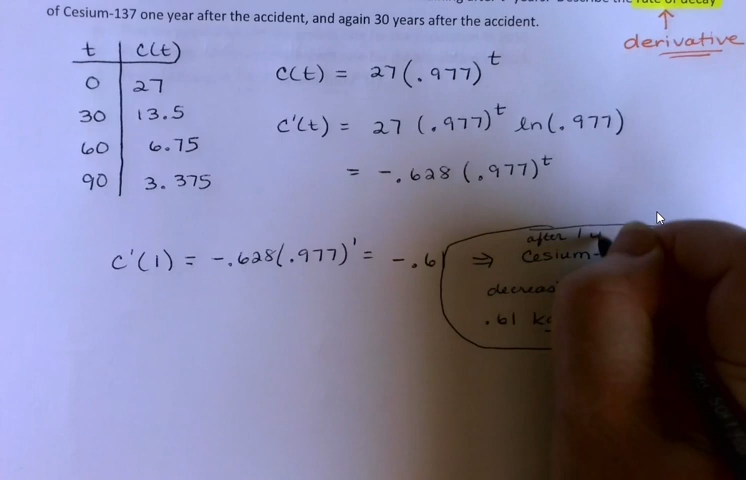 of Cesium-137 one year after the accident, and again 30 years after the accident.
derivative
t C(t)
0 27
30 13.5
60 6.75
90 3.375
C(t) = 27(.977)^t
C'(t) = 27 (.977)^t ln(.977)
= -.628 (.977)^t
C'(1) = -.628(.977)^1 = -.61
after 1 y
⇒ Cesium-
decreas
.61 k